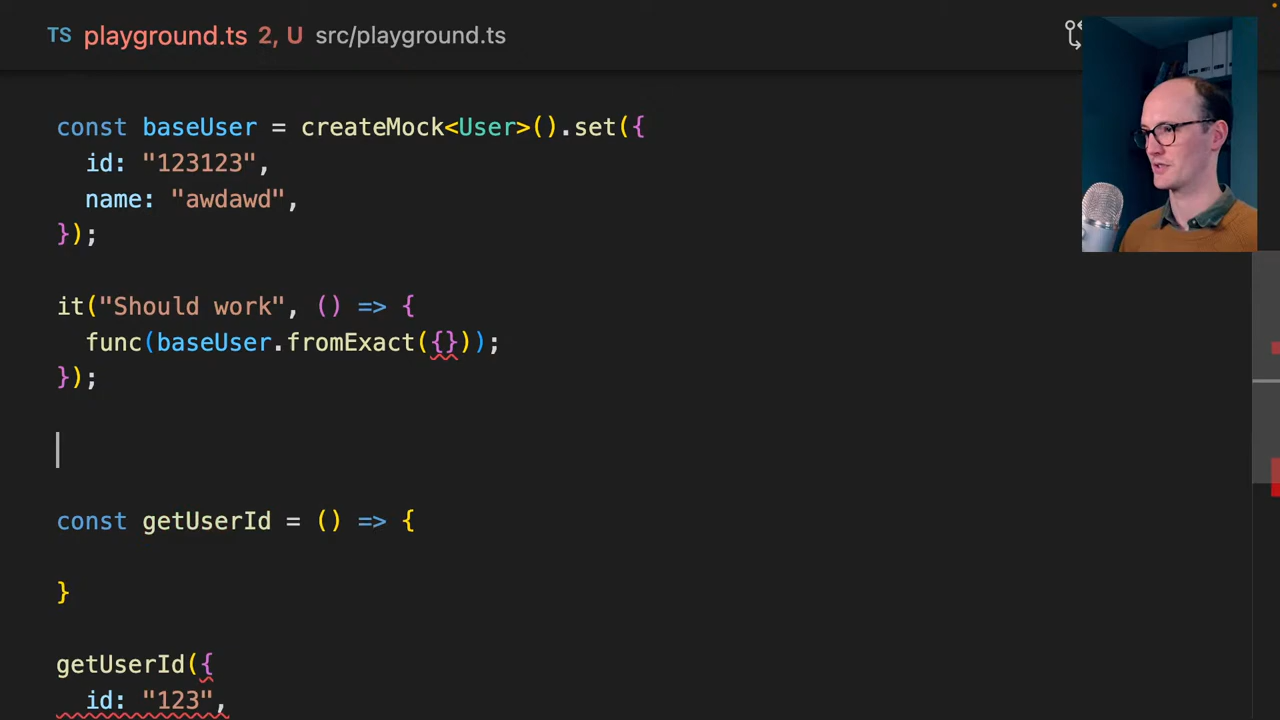 TS playground.ts 2, U src/playground.ts
const baseUser = createMock<User>().set({
  id: "123123",
  name: "awdawd",
});
it("Should work", () => {
  func(baseUser.fromExact({}));
});
const getUserId = () => {
}
getUserId({
  id: "123",